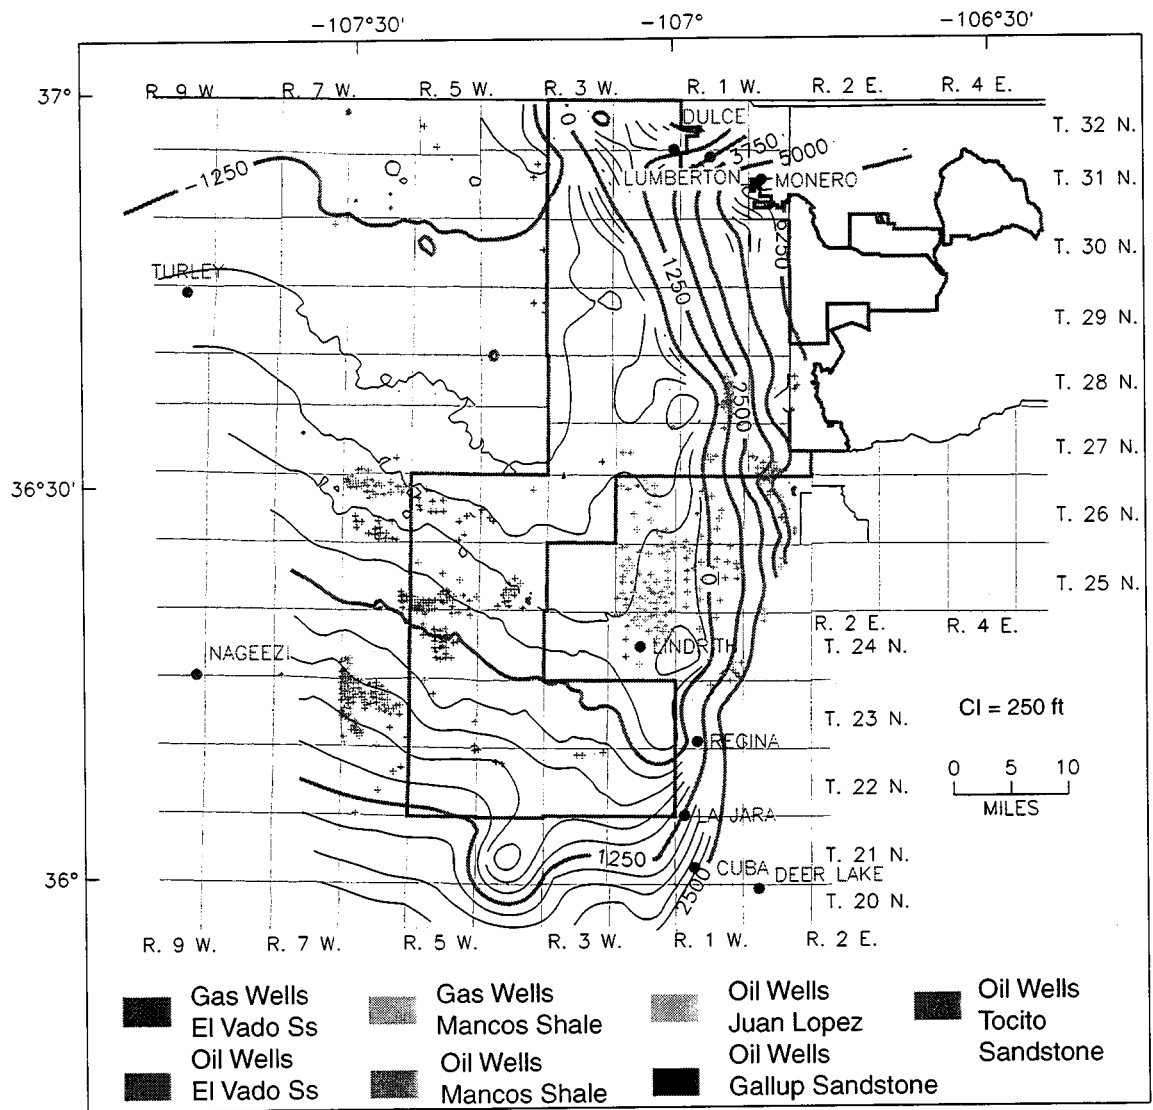 -107°30'
-107°
-106°30'
37°
R. 9 W
R. 7 W.
R. 5 W.
R. 3 W.
R. 1 W.
R. 2 E.
R. 4 E.
DULCE
0
T. 32 N.
3750
5000
-1250
LUMBERTON
MONERO
T. 31 N.
6250
T. 30 N.
TURLEY
1250
T. 29 N.
2500
T. 28 N.
T. 27 N.
36°30'
T. 26 N.
0
T. 25 N.
R. 2 E.
R. 4 E.
NAGEEZI
LINDRITH
T. 24 N.
CI = 250 ft
T. 23 N.
REGINA
0 5 10
MILES
T. 22 N.
LA JARA
1250
T. 21 N.
36°
CUBA
DEER LAKE
2500
T. 20 N.
R. 9 W.
R. 7 W.
R. 5 W.
R. 3 W.
R. 1 W.
R. 2 E.
Gas Wells
El Vado Ss
Gas Wells
Mancos Shale
Oil Wells
Juan Lopez
Oil Wells
Tocito
Sandstone
Oil Wells
El Vado Ss
Oil Wells
Mancos Shale
Oil Wells
Gallup Sandstone